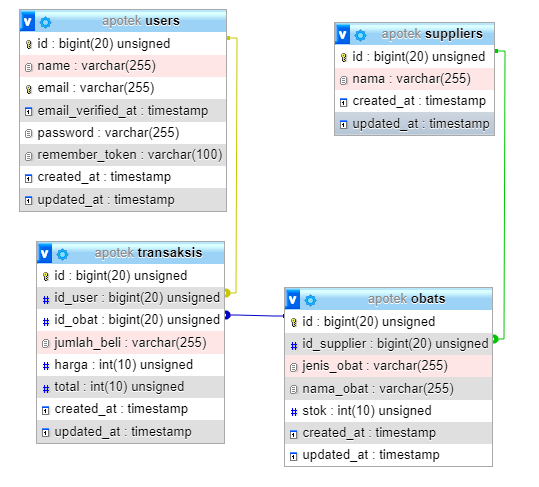 apotek users
id : bigint(20) unsigned
name : varchar(255)
email : varchar(255)
email_verified_at : timestamp
password : varchar(255)
remember_token : varchar(100)
created_at : timestamp
updated_at : timestamp
apotek suppliers
id : bigint(20) unsigned
nama : varchar(255)
created_at : timestamp
updated_at : timestamp
apotek transaksis
id : bigint(20) unsigned
# id_user : bigint(20) unsigned
# id_obat : bigint(20) unsigned
jumlah_beli : varchar(255)
# harga : int(10) unsigned
# total : int(10) unsigned
created_at : timestamp
updated_at : timestamp
apotek obats
id : bigint(20) unsigned
# id_supplier : bigint(20) unsigned
jenis_obat : varchar(255)
nama_obat : varchar(255)
# stok : int(10) unsigned
created_at : timestamp
updated_at : timestamp